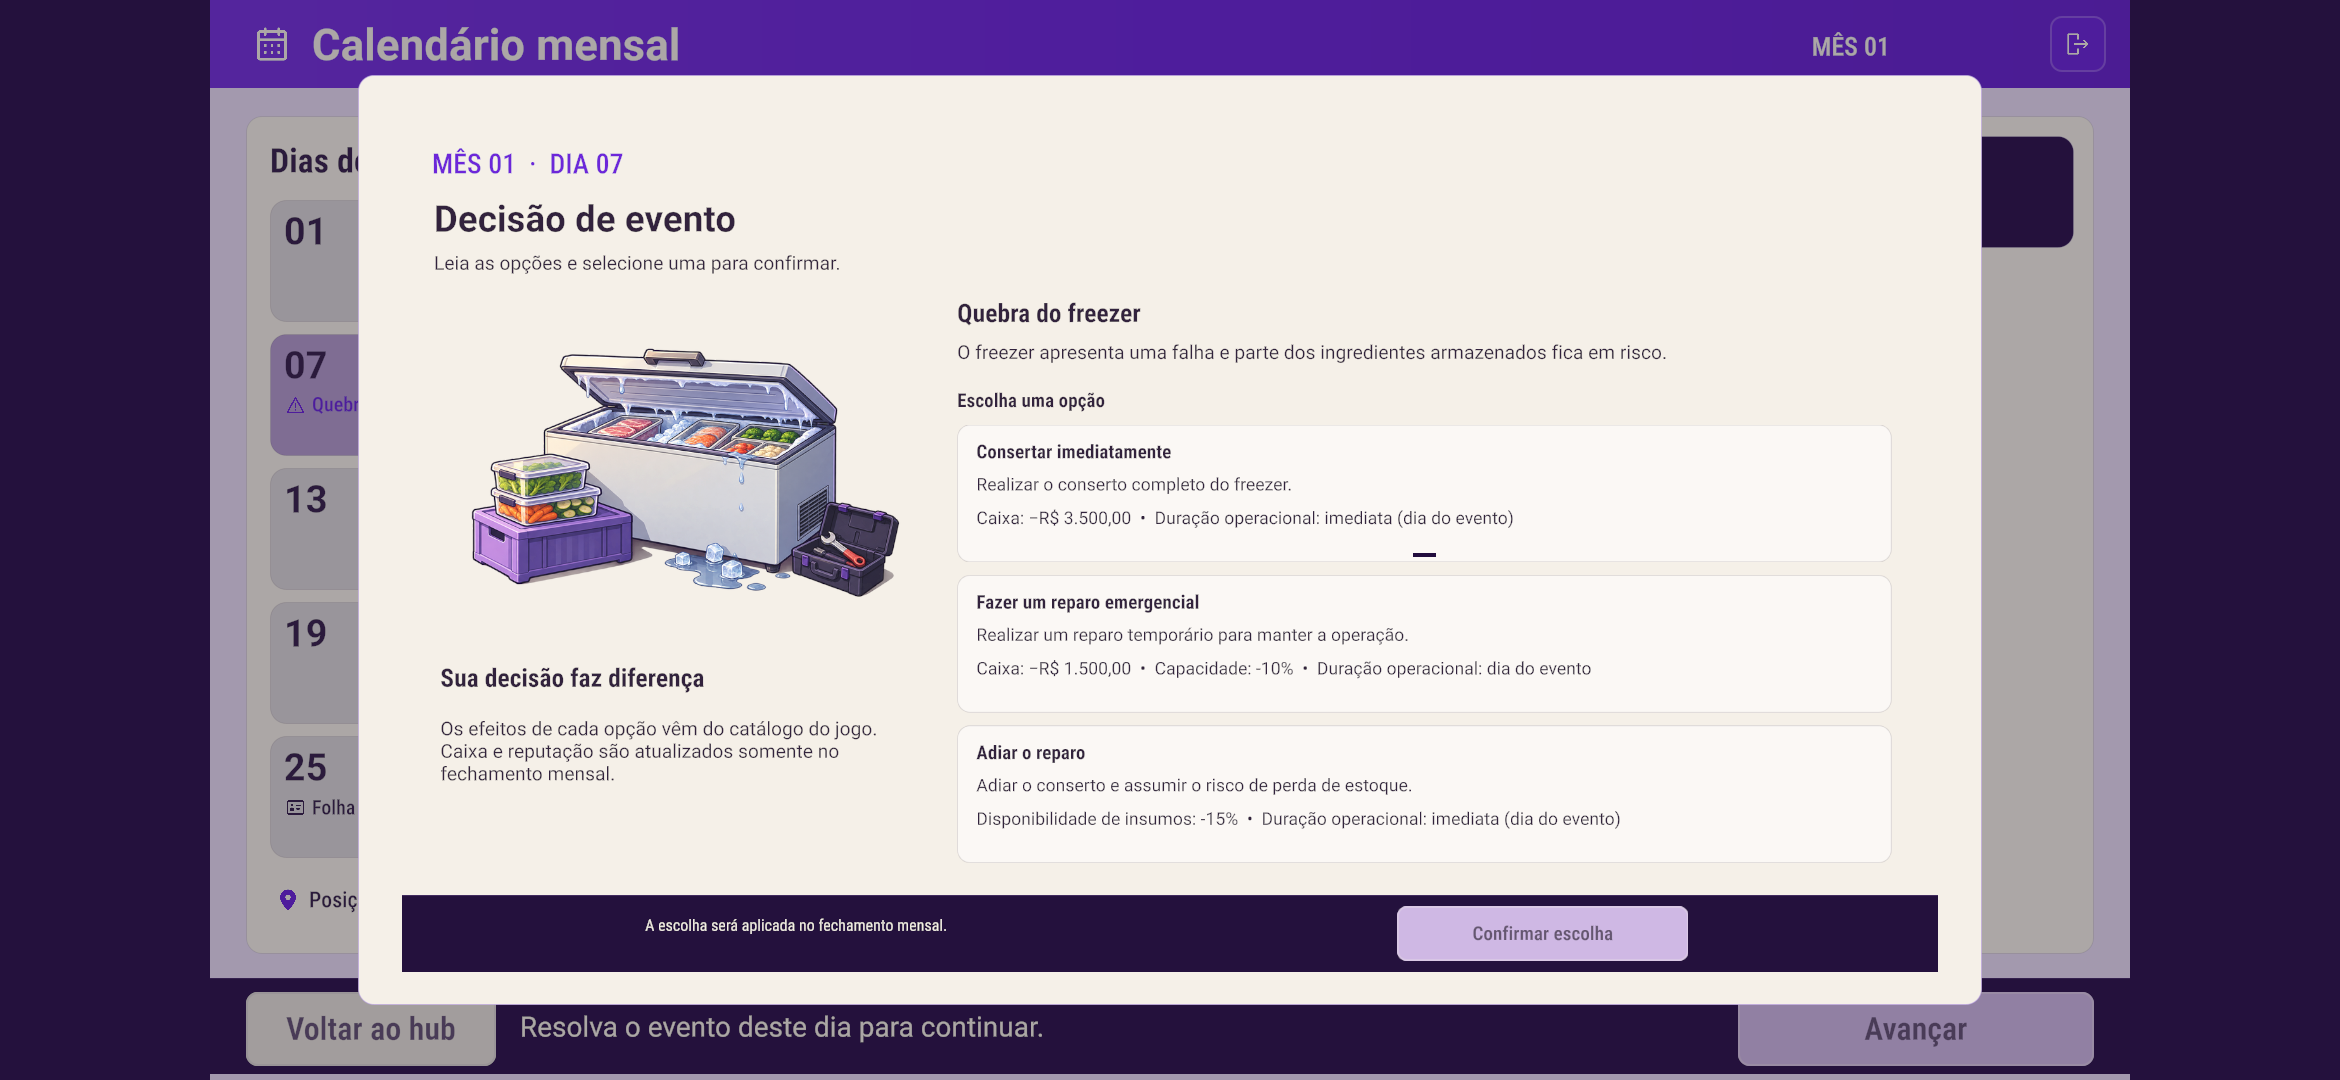 Calendário mensal
MÊS 01
Dias d
01
07
Quebr
13
19
25
Folha
Posiç
MÊS 01 · DIA 07
Decisão de evento
Leia as opções e selecione uma para confirmar.
Sua decisão faz diferença
Os efeitos de cada opção vêm do catálogo do jogo.
Caixa e reputação são atualizados somente no
fechamento mensal.
Quebra do freezer
O freezer apresenta uma falha e parte dos ingredientes armazenados fica em risco.
Escolha uma opção
Consertar imediatamente
Realizar o conserto completo do freezer.
Caixa: −R$ 3.500,00 • Duração operacional: imediata (dia do evento)
Fazer um reparo emergencial
Realizar um reparo temporário para manter a operação.
Caixa: −R$ 1.500,00 • Capacidade: -10% • Duração operacional: dia do evento
Adiar o reparo
Adiar o conserto e assumir o risco de perda de estoque.
Disponibilidade de insumos: -15% • Duração operacional: imediata (dia do evento)
A escolha será aplicada no fechamento mensal.
Confirmar escolha
Voltar ao hub
Resolva o evento deste dia para continuar.
Avançar